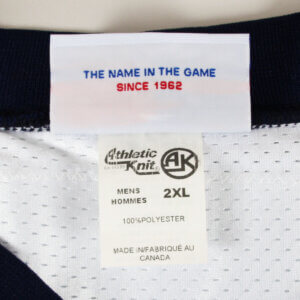 THE NAME IN THE GAME
SINCE 1962
Athletic
Knit
AK
MENS
HOMMES
2XL
100%POLYESTER
MADE IN/FABRIQUÉ AU
CANADA